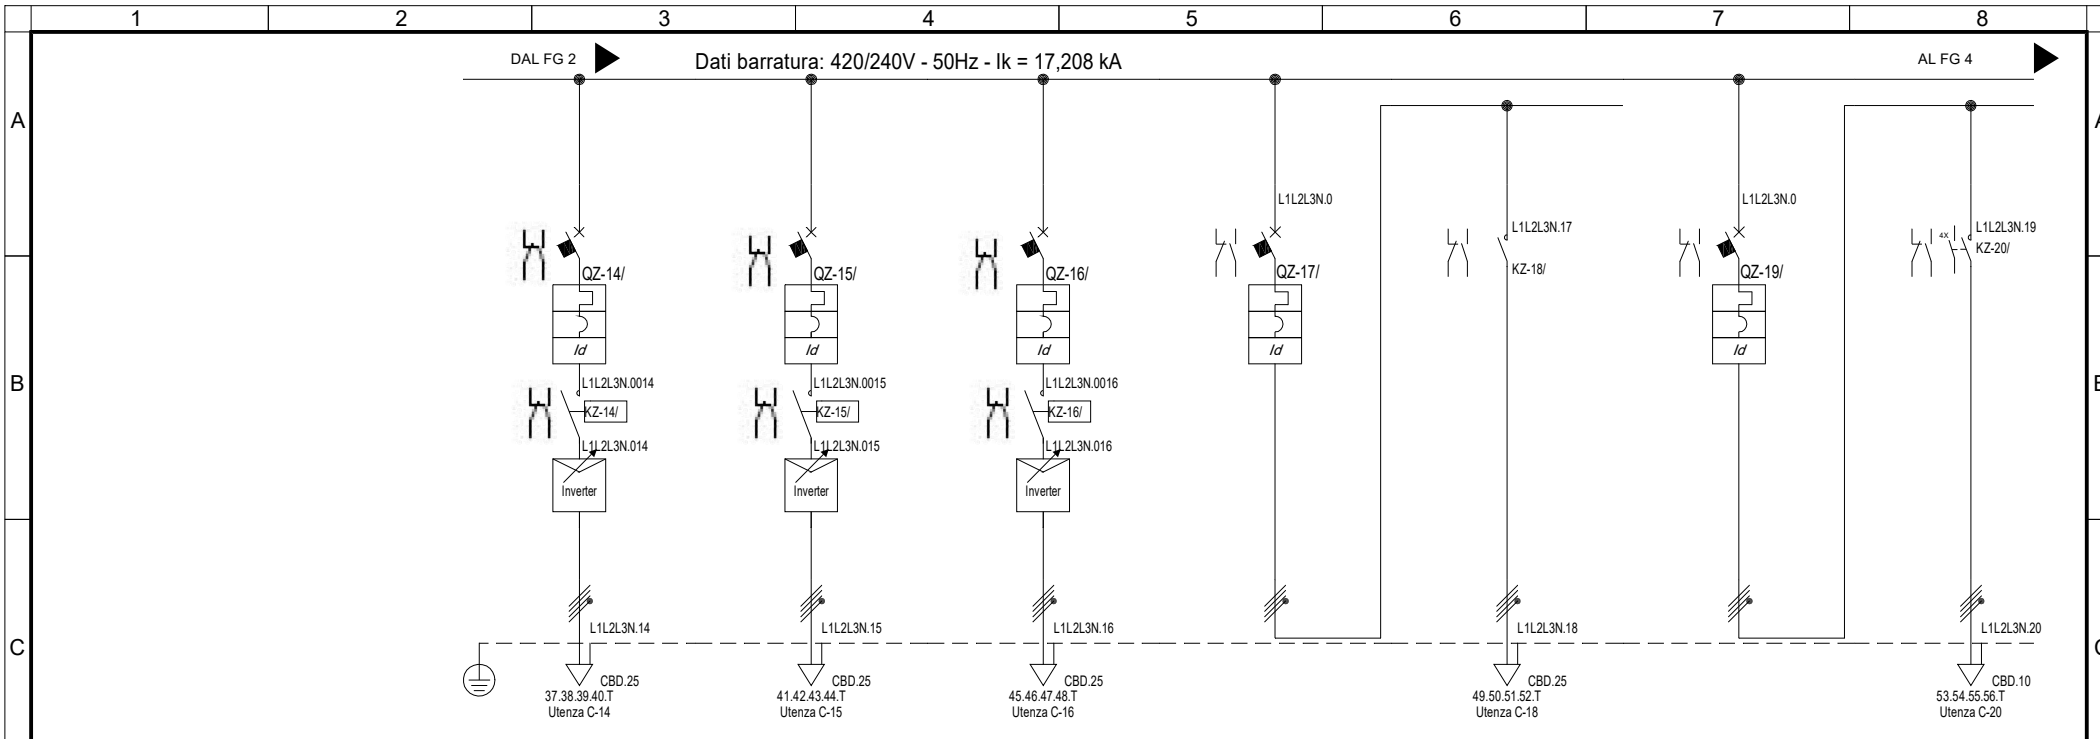 1 2 3 4 5 6 7 8
DAL FG 2 Dati barratura: 420/240V - 50Hz - Ik = 17,208 kA AL FG 4
A
L1L2L3N.0 L1L2L3N.0
L1L2L3N.17 L1L2L3N.19
4X KZ-20/
KZ-18/
QZ-14/ QZ-15/ QZ-16/ QZ-17/ QZ-19/
Id Id Id Id Id
B
L1L2L3N.0014 L1L2L3N.0015 L1L2L3N.0016
KZ-14/ KZ-15/ KZ-16/
L1L2L3N.014 L1L2L3N.015 L1L2L3N.016
Inverter Inverter Inverter
L1L2L3N.14 L1L2L3N.15 L1L2L3N.16 L1L2L3N.18 L1L2L3N.20
C
CBD.25 CBD.25 CBD.25 CBD.25 CBD.10
37.38.39.40.T 41.42.43.44.T 45.46.47.48.T 49.50.51.52.T 53.54.55.56.T
Utenza C-14 Utenza C-15 Utenza C-16 Utenza C-18 Utenza C-20